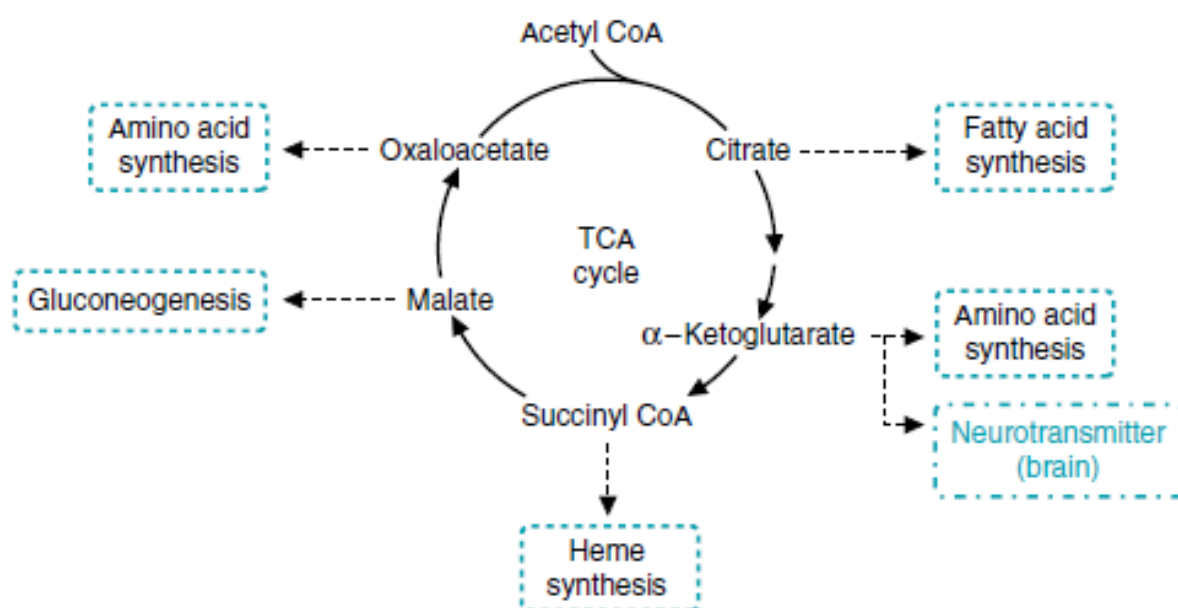 Acetyl CoA
Amino acid
synthesis
Oxaloacetate
Citrate
Fatty acid
synthesis
TCA
cycle
Gluconeogenesis
Malate
α–Ketoglutarate
Amino acid
synthesis
Succinyl CoA
Neurotransmitter
(brain)
Heme
synthesis